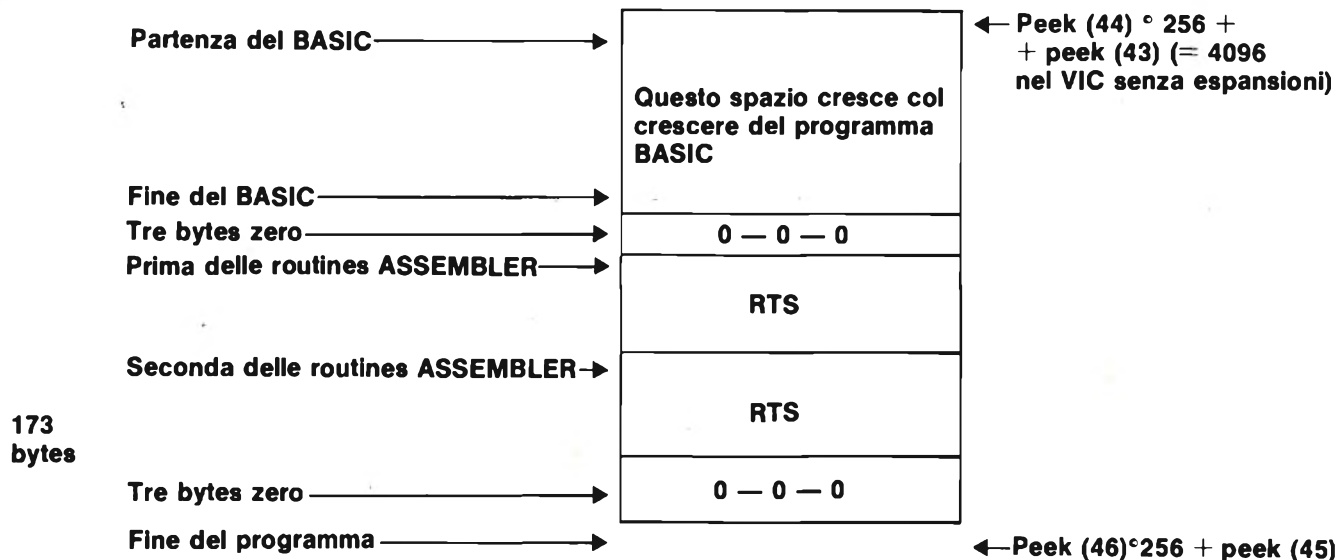 Partenza del BASIC
Peek (44) ° 256 +
+ peek (43) (= 4096
nel VIC senza espansioni)
Questo spazio cresce col
crescere del programma
BASIC
Fine del BASIC
Tre bytes zero
0 — 0 — 0
Prima delle routines ASSEMBLER
RTS
Seconda delle routines ASSEMBLER
RTS
173
bytes
Tre bytes zero
0 — 0 — 0
Fine del programma
Peek (46)°256 + peek (45)